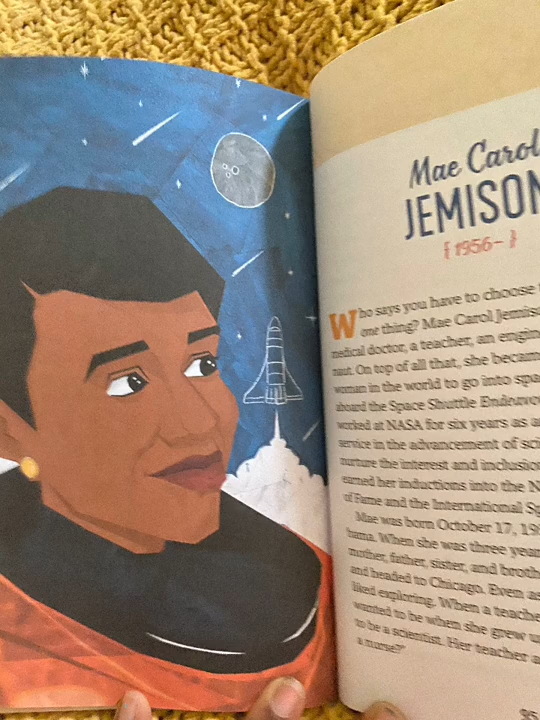 Mae Carol
JEMISON
{ 1956– }
Who says you have to choose
one thing? Mae Carol Jemiso
medical doctor, a teacher, an engin
naut. On top of all that, she becam
woman in the world to go into spa
aboard the Space Shuttle Endeavo
worked at NASA for six years as a
service in the advancement of sci
nurture the interest and inclusio
earned her inductions into the N
of Fame and the International Sp
Mae was born October 17, 19
bama. When she was three year
mother, father, sister, and broth
and headed to Chicago. Even as
liked exploring. When a teache
wanted to be when she grew u
to be a scientist. Her teacher a
a nurse?"